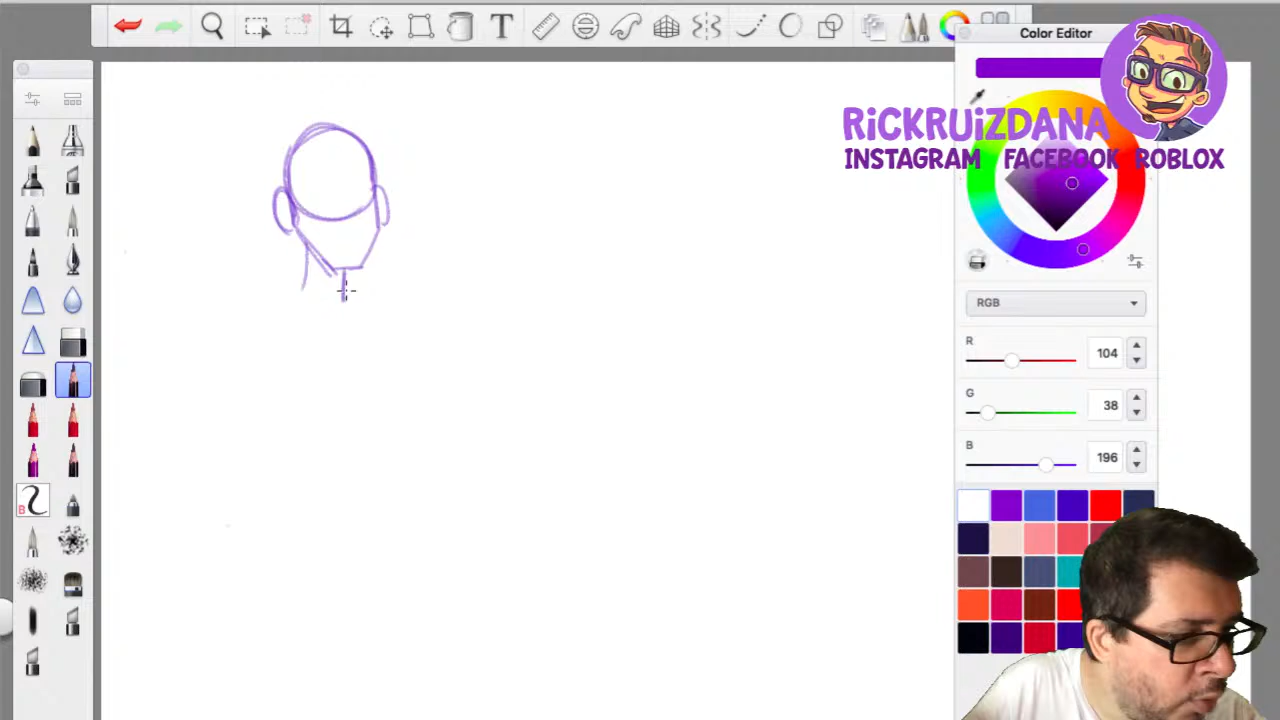 T
Color Editor
RiCKRUiZDANA
INSTAGRAM FACEBOOK ROBLOX
RGB
R
104
G
38
B
196
B